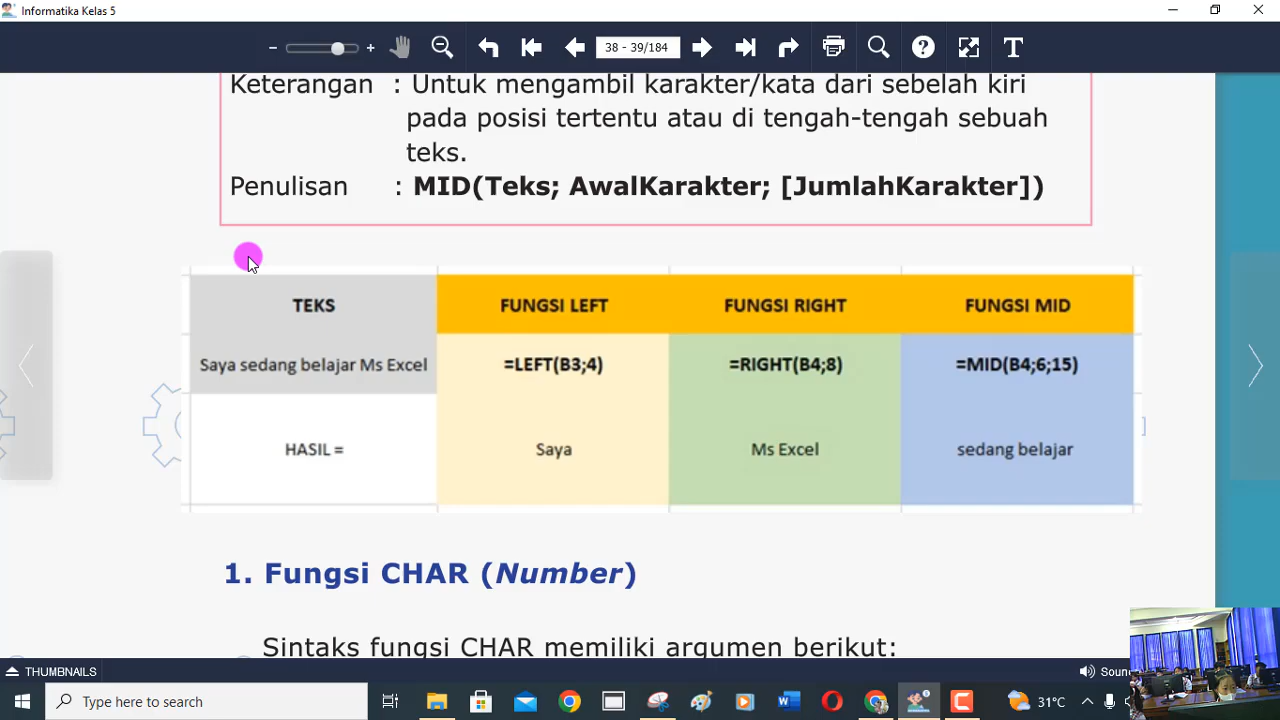 Informatika Kelas 5
38 - 39/184
Keterangan : Untuk mengambil karakter/kata dari sebelah kiri
pada posisi tertentu atau di tengah-tengah sebuah
teks.
Penulisan : MID(Teks; AwalKarakter; [JumlahKarakter])
TEKS FUNGSI LEFT FUNGSI RIGHT FUNGSI MID
Saya sedang belajar Ms Excel =LEFT(B3;4) =RIGHT(B4;8) =MID(B4;6;15)
HASIL = Saya Ms Excel sedang belajar
1. Fungsi CHAR (Number)
Sintaks fungsi CHAR memiliki argumen berikut:
THUMBNAILS
Type here to search
31°C